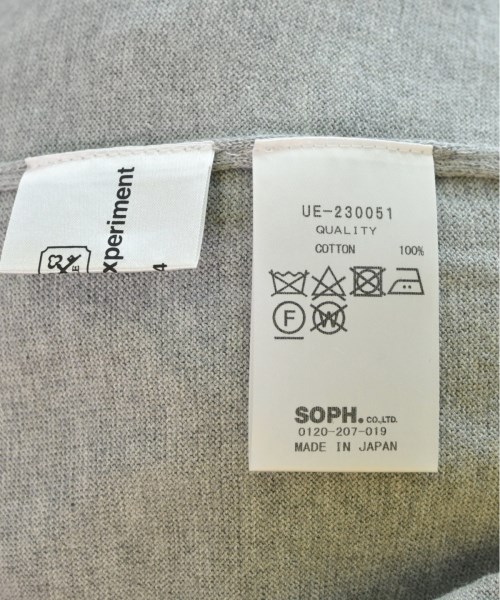 xperiment
4
E
UE-230051
QUALITY
COTTON 100%
F
W
SOPH. CO.,LTD.
0120-207-019
MADE IN JAPAN